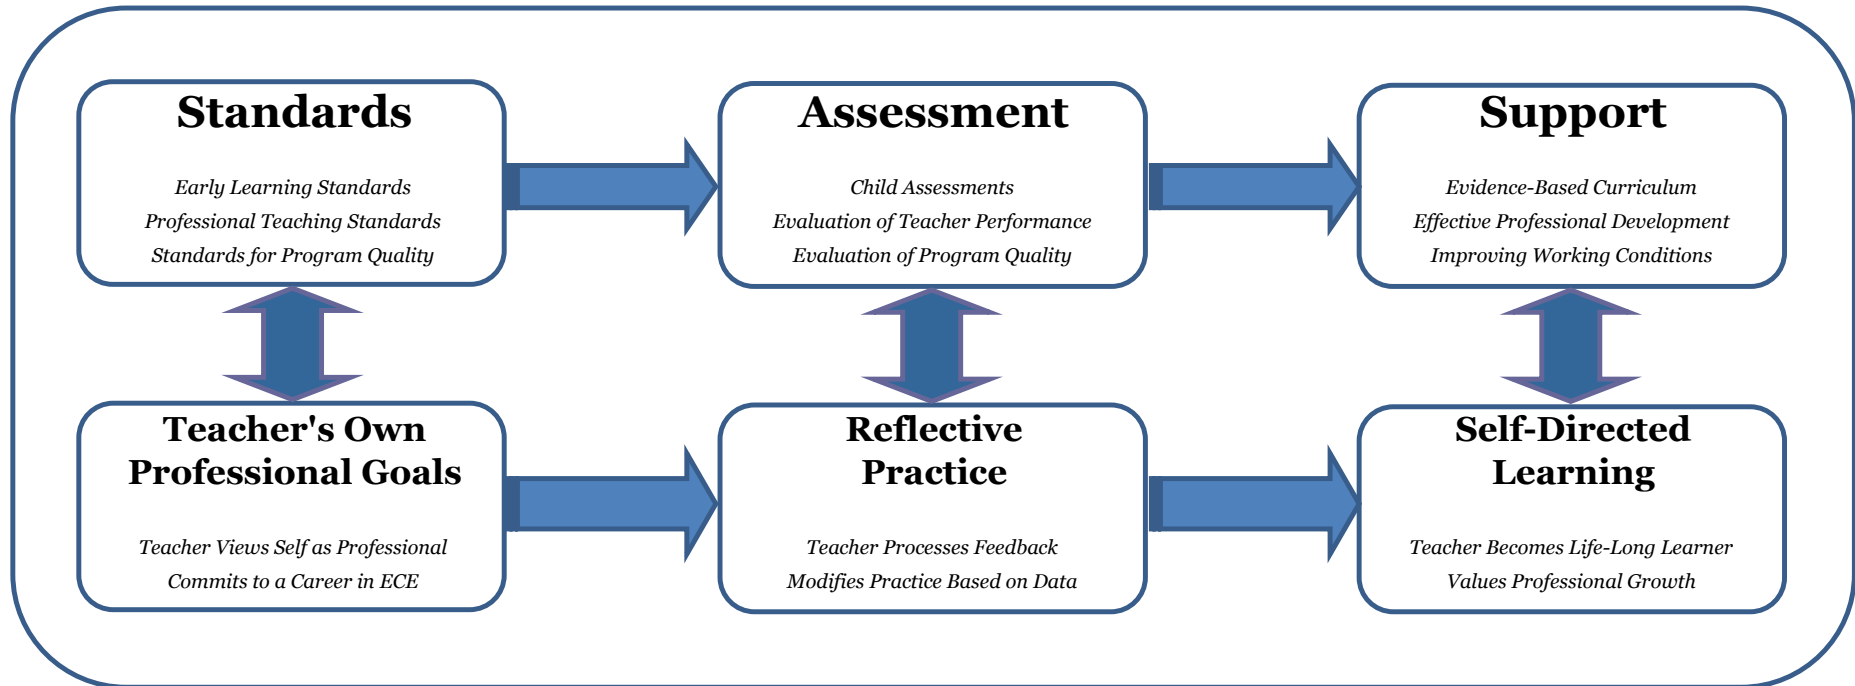 Standards
Early Learning Standards
Professional Teaching Standards
Standards for Program Quality
Assessment
Child Assessments
Evaluation of Teacher Performance
Evaluation of Program Quality
Support
Evidence-Based Curriculum
Effective Professional Development
Improving Working Conditions
Teacher's Own
Professional Goals
Teacher Views Self as Professional
Commits to a Career in ECE
Reflective
Practice
Teacher Processes Feedback
Modifies Practice Based on Data
Self-Directed
Learning
Teacher Becomes Life-Long Learner
Values Professional Growth